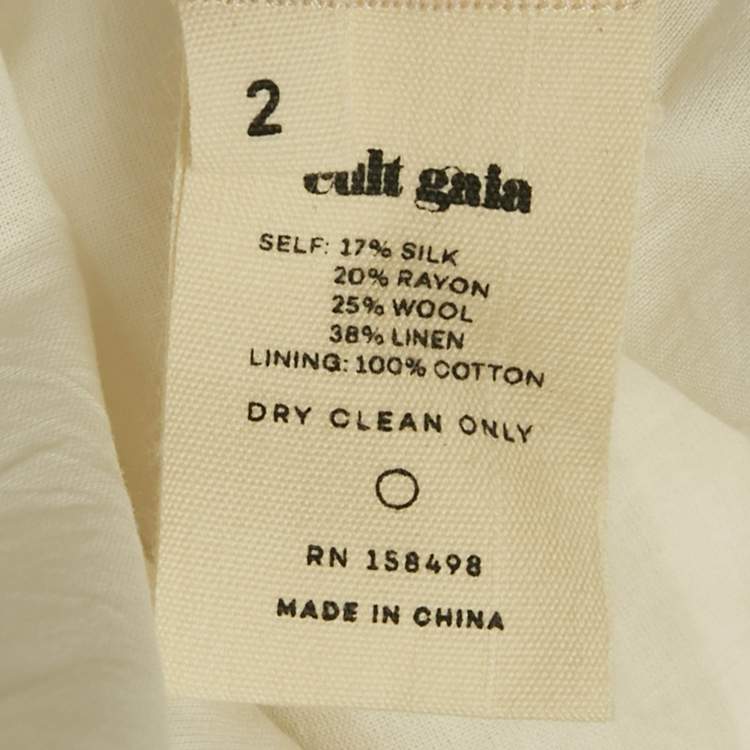 2
cult gaia
SELF: 17% SILK
20% RAYON
25% WOOL
38% LINEN
LINING: 100% COTTON
DRY CLEAN ONLY
RN 158498
MADE IN CHINA